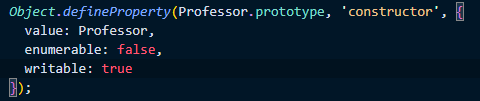 Object.defineProperty(Professor.prototype, 'constructor', {
  value: Professor,
  enumerable: false,
  writable: true
});